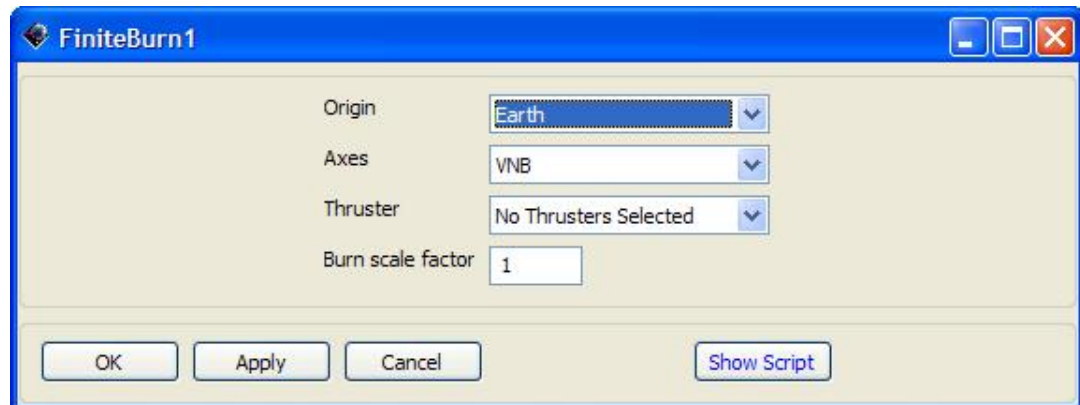 FiniteBurn1
Origin Earth
Axes VNB
Thruster No Thrusters Selected
Burn scale factor 1
OK Apply Cancel Show Script